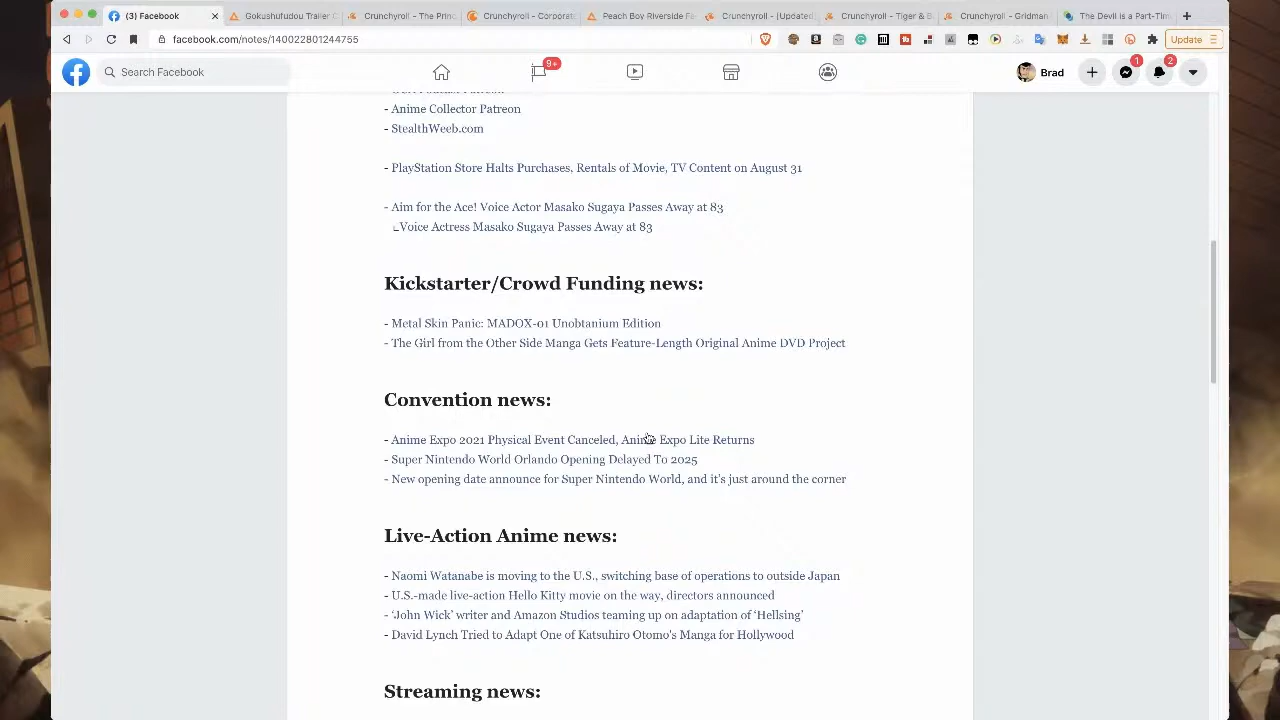 (3) Facebook
Gokushufudou Trailer C
Crunchyroll - The Princ
Crunchyroll - Corporat
Peach Boy Riverside Fa
Crunchyroll - (Updated)
Crunchyroll - Tiger & B
Crunchyroll - Gridman
The Devil is a Part-Tim
facebook.com/notes/140022801244755
Update
Search Facebook
9+
Brad
1
2
- Anime Collector Patreon
- StealthWeeb.com
- PlayStation Store Halts Purchases, Rentals of Movie, TV Content on August 31
- Aim for the Ace! Voice Actor Masako Sugaya Passes Away at 83
∟Voice Actress Masako Sugaya Passes Away at 83
Kickstarter/Crowd Funding news:
- Metal Skin Panic: MADOX-01 Unobtanium Edition
- The Girl from the Other Side Manga Gets Feature-Length Original Anime DVD Project
Convention news:
- Anime Expo 2021 Physical Event Canceled, Anime Expo Lite Returns
- Super Nintendo World Orlando Opening Delayed To 2025
- New opening date announce for Super Nintendo World, and it's just around the corner
Live-Action Anime news:
- Naomi Watanabe is moving to the U.S., switching base of operations to outside Japan
- U.S.-made live-action Hello Kitty movie on the way, directors announced
- 'John Wick' writer and Amazon Studios teaming up on adaptation of 'Hellsing'
- David Lynch Tried to Adapt One of Katsuhiro Otomo's Manga for Hollywood
Streaming news: